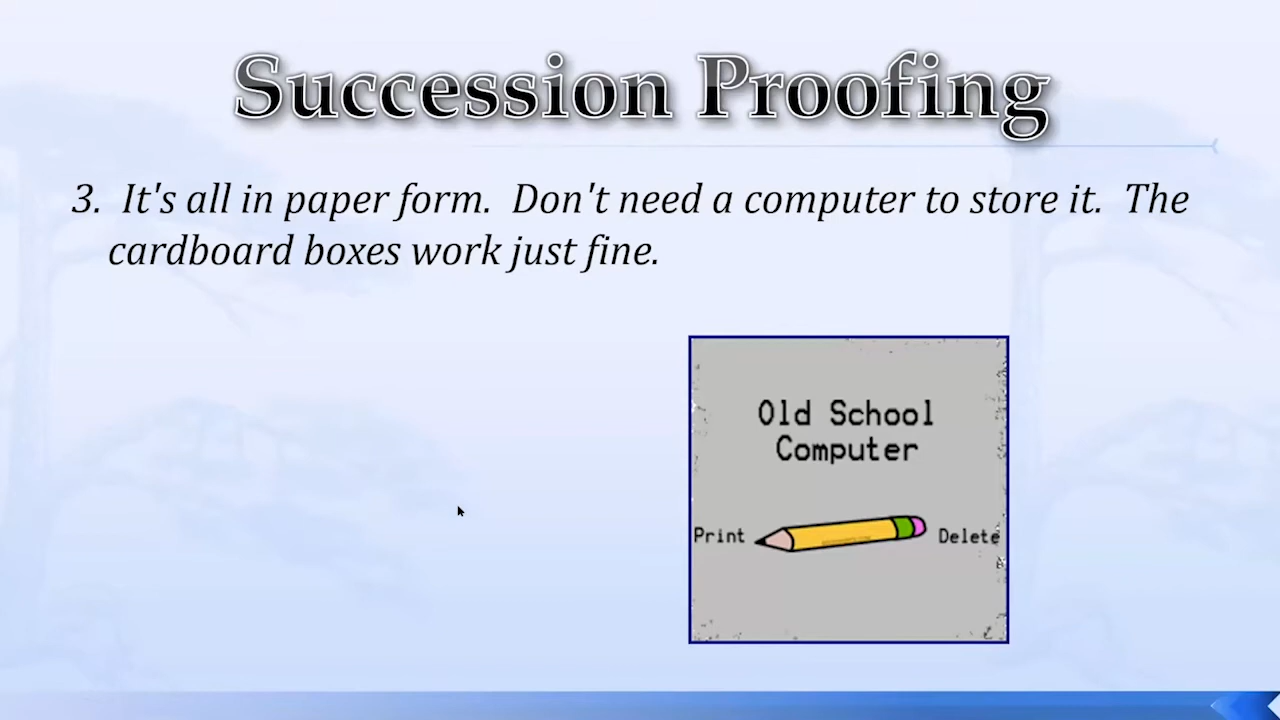 Succession Proofing
3. It's all in paper form. Don't need a computer to store it. The
cardboard boxes work just fine.
Old School
Computer
Print Delete